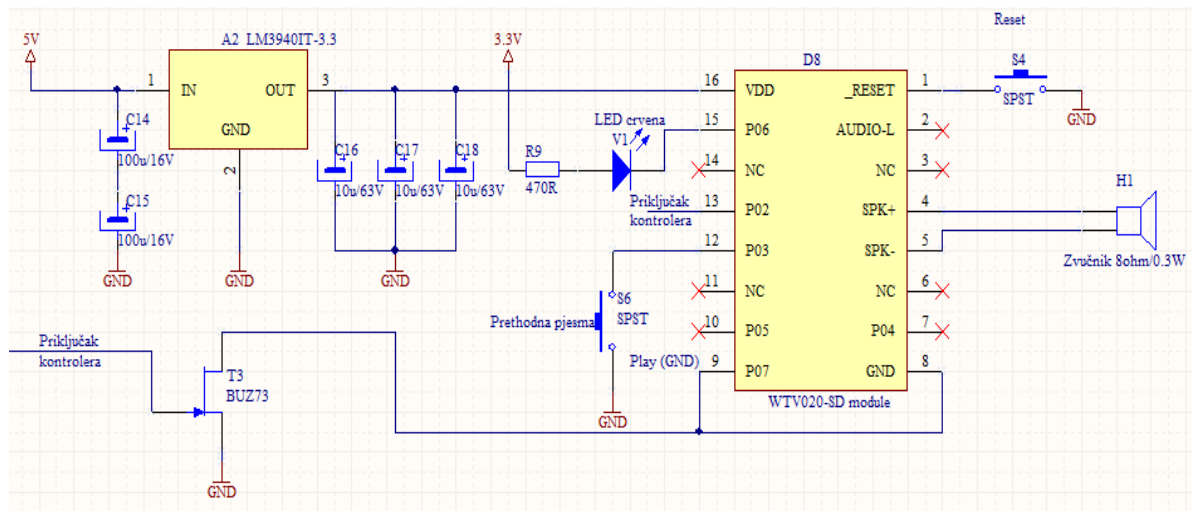 Reset
5V
A2 LM3940IT-3.3
3.3V
D8
S4
1
IN
OUT
3
GND
2
16
VDD
_RESET
1
SPST
GND
C14
100u/16V
C15
100u/16V
GND
GND
C16
10u/63V
C17
10u/63V
C18
10u/63V
GND
LED crvena
V1
R9
470R
15
P06
AUDIO-L
2
14
NC
NC
3
Priključak
kontrolera
13
P02
SPK+
4
H1
12
P03
SPK-
5
Zvučnik 8ohm/0.3W
11
NC
NC
6
S6
SPST
Prethodna pjesma
10
P05
P04
7
Play (GND)
9
P07
GND
8
GND
WTV020-SD module
Priključak
kontrolera
T3
BUZ73
GND